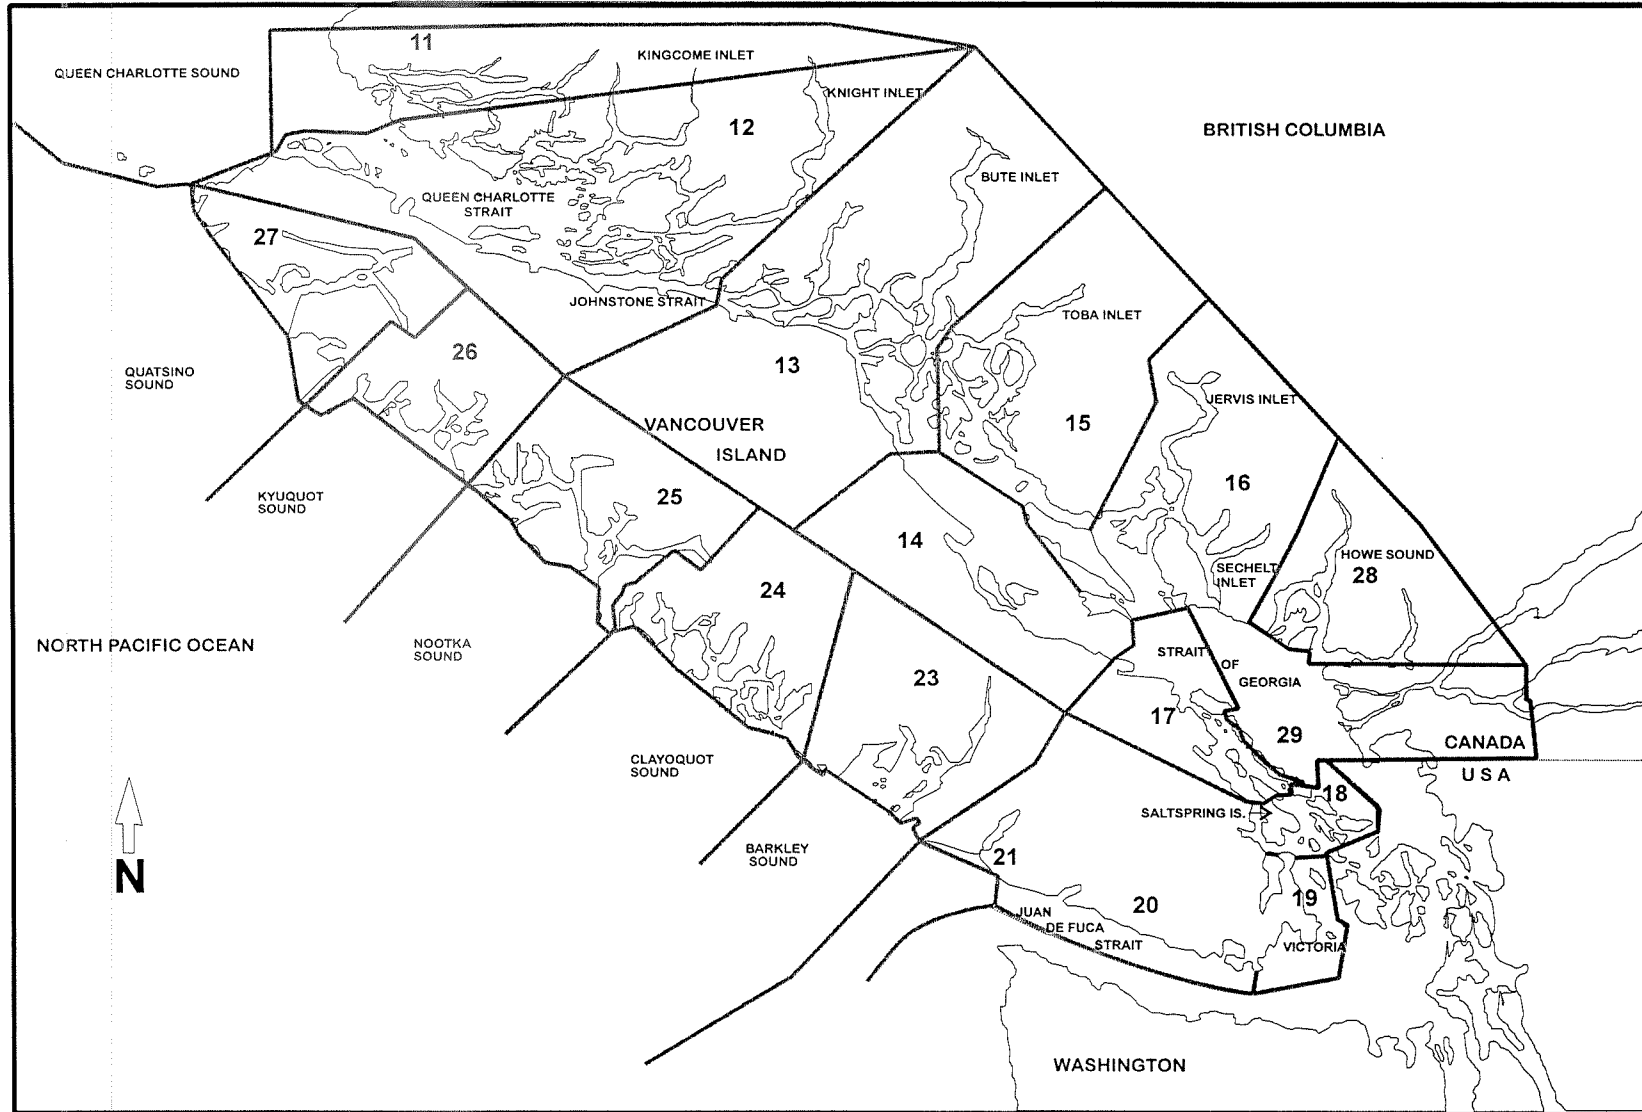 11
KINGCOME INLET
QUEEN CHARLOTTE SOUND
KNIGHT INLET
12
BRITISH COLUMBIA
BUTE INLET
QUEEN CHARLOTTE
STRAIT
27
JOHNSTONE STRAIT
TOBA INLET
26
13
QUATSINO
SOUND
JERVIS INLET
VANCOUVER
ISLAND
15
16
KYUQUOT
SOUND
25
14
HOWE SOUND
28
SECHELT
INLET
24
NORTH PACIFIC OCEAN
NOOTKA
SOUND
STRAIT
OF
GEORGIA
23
17
29
CANADA
USA
CLAYOQUOT
SOUND
18
SALTSPRING IS.
BARKLEY
SOUND
N
21
19
20
JUAN
DE FUCA
STRAIT
VICTORIA
WASHINGTON